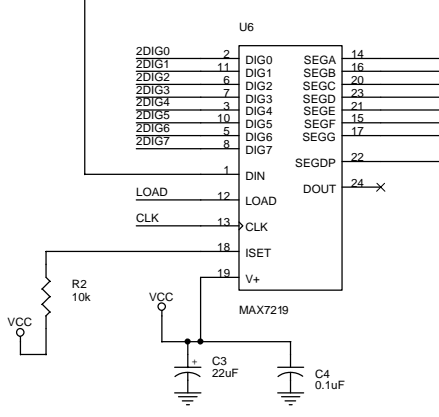 U6
2DIG0 2 DIG0 SEGA 14
2DIG1 11 DIG1 SEGB 16
2DIG2 6 DIG2 SEGC 20
2DIG3 7 DIG3 SEGD 23
2DIG4 3 DIG4 SEGE 21
2DIG5 10 DIG5 SEGF 15
2DIG6 5 DIG6 SEGG 17
2DIG7 8 DIG7
SEGDP 22
1 DIN
DOUT 24
LOAD 12 LOAD
CLK 13 CLK
18 ISET
19 V+
R2
10k
VCC
VCC
MAX7219
+ C3
22uF
C4
0.1uF